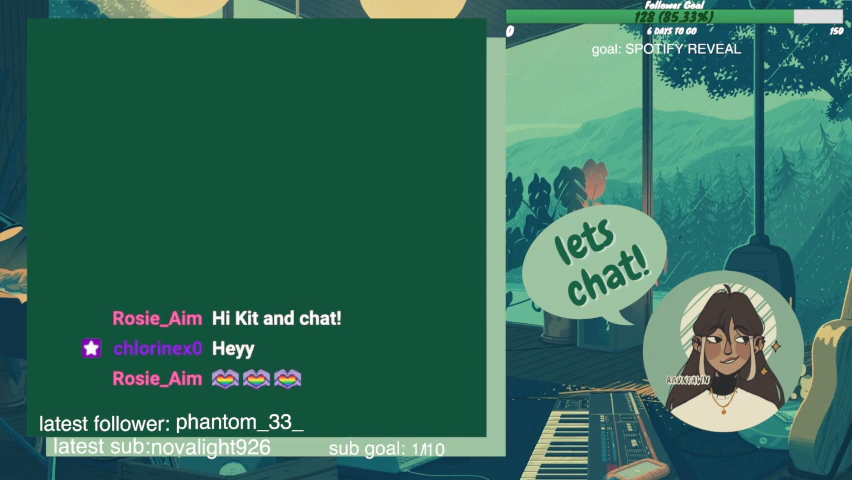 Follower Goal
128 (85.33%)
0
6 DAYS TO GO
150
goal: SPOTIFY REVEAL
lets
chat!
Rosie_Aim Hi Kit and chat!
chlorinex0 Heyy
Rosie_Aim
latest follower: phantom_33_
latest sub:novalight926
sub goal: 1/10